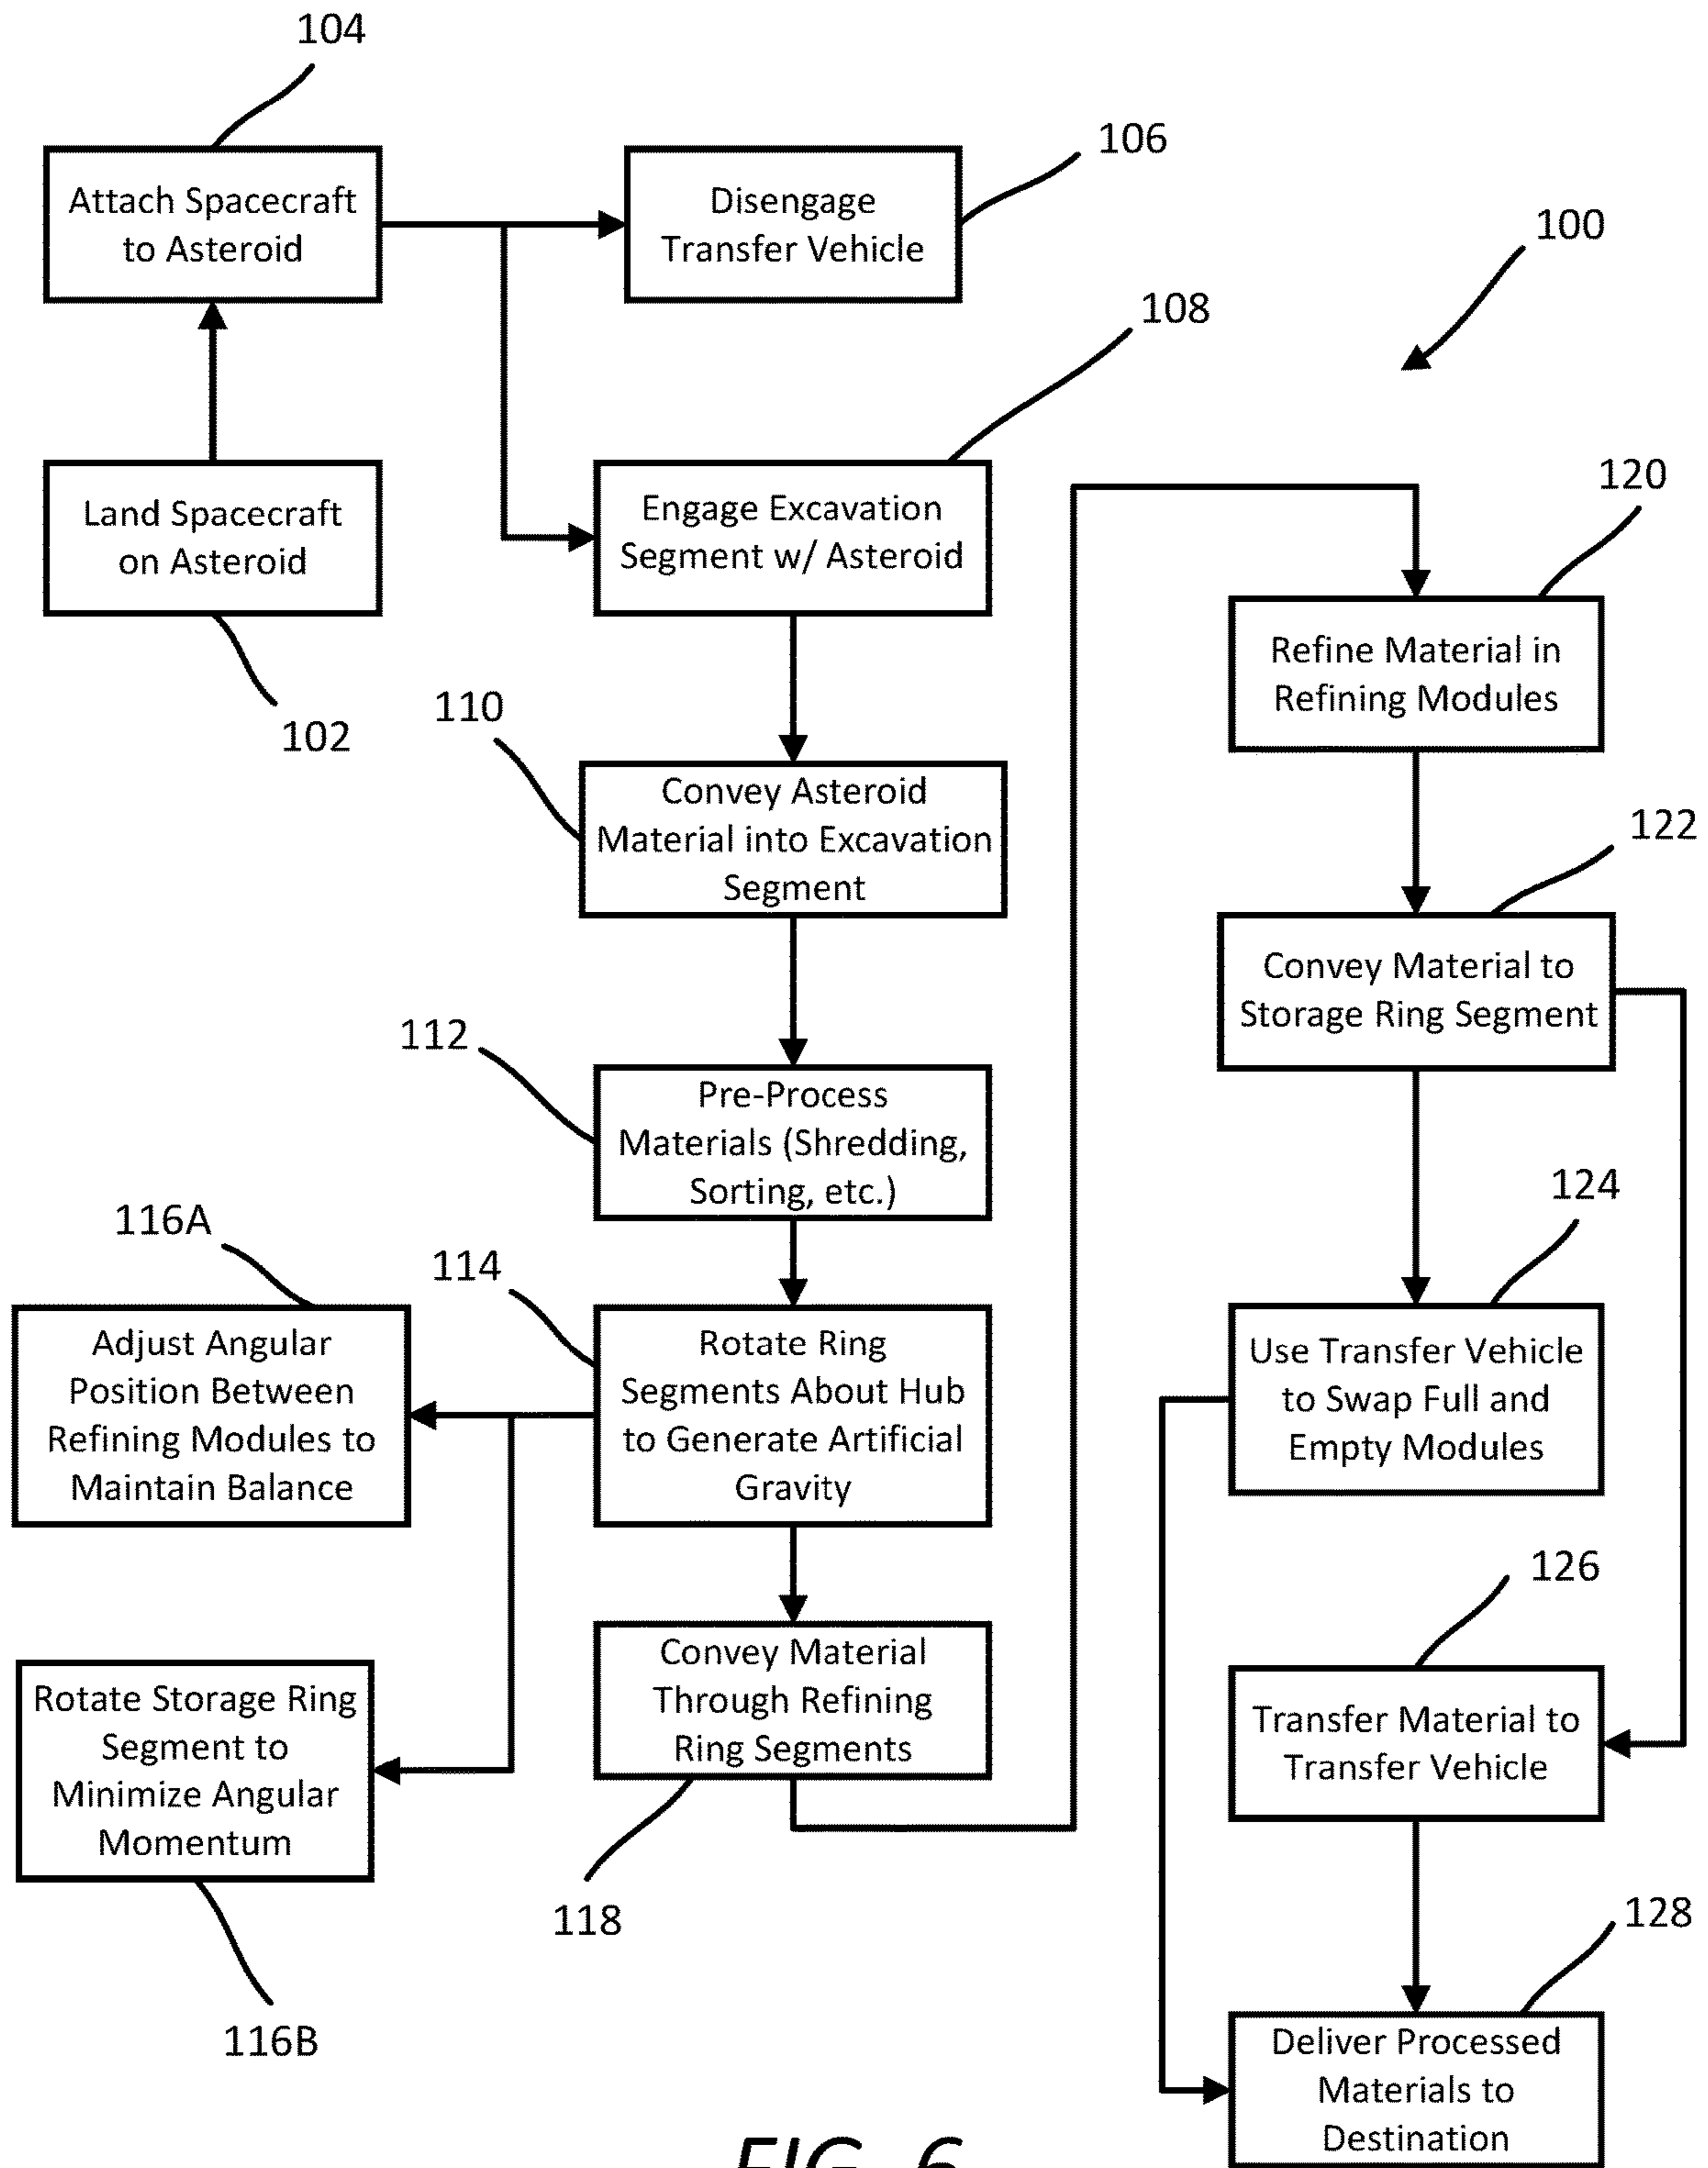 104
Attach Spacecraft
to Asteroid
106
Disengage
Transfer Vehicle
100
108
Land Spacecraft
on Asteroid
102
Engage Excavation
Segment w/ Asteroid
110
Convey Asteroid
Material into Excavation
Segment
112
Pre-Process
Materials (Shredding,
Sorting, etc.)
116A
Adjust Angular
Position Between
Refining Modules to
Maintain Balance
114
Rotate Ring
Segments About Hub
to Generate Artificial
Gravity
Rotate Storage Ring
Segment to
Minimize Angular
Momentum
116B
Convey Material
Through Refining
Ring Segments
118
120
Refine Material in
Refining Modules
122
Convey Material to
Storage Ring Segment
124
Use Transfer Vehicle
to Swap Full and
Empty Modules
126
Transfer Material to
Transfer Vehicle
128
Deliver Processed
Materials to
Destination
FIG. 6